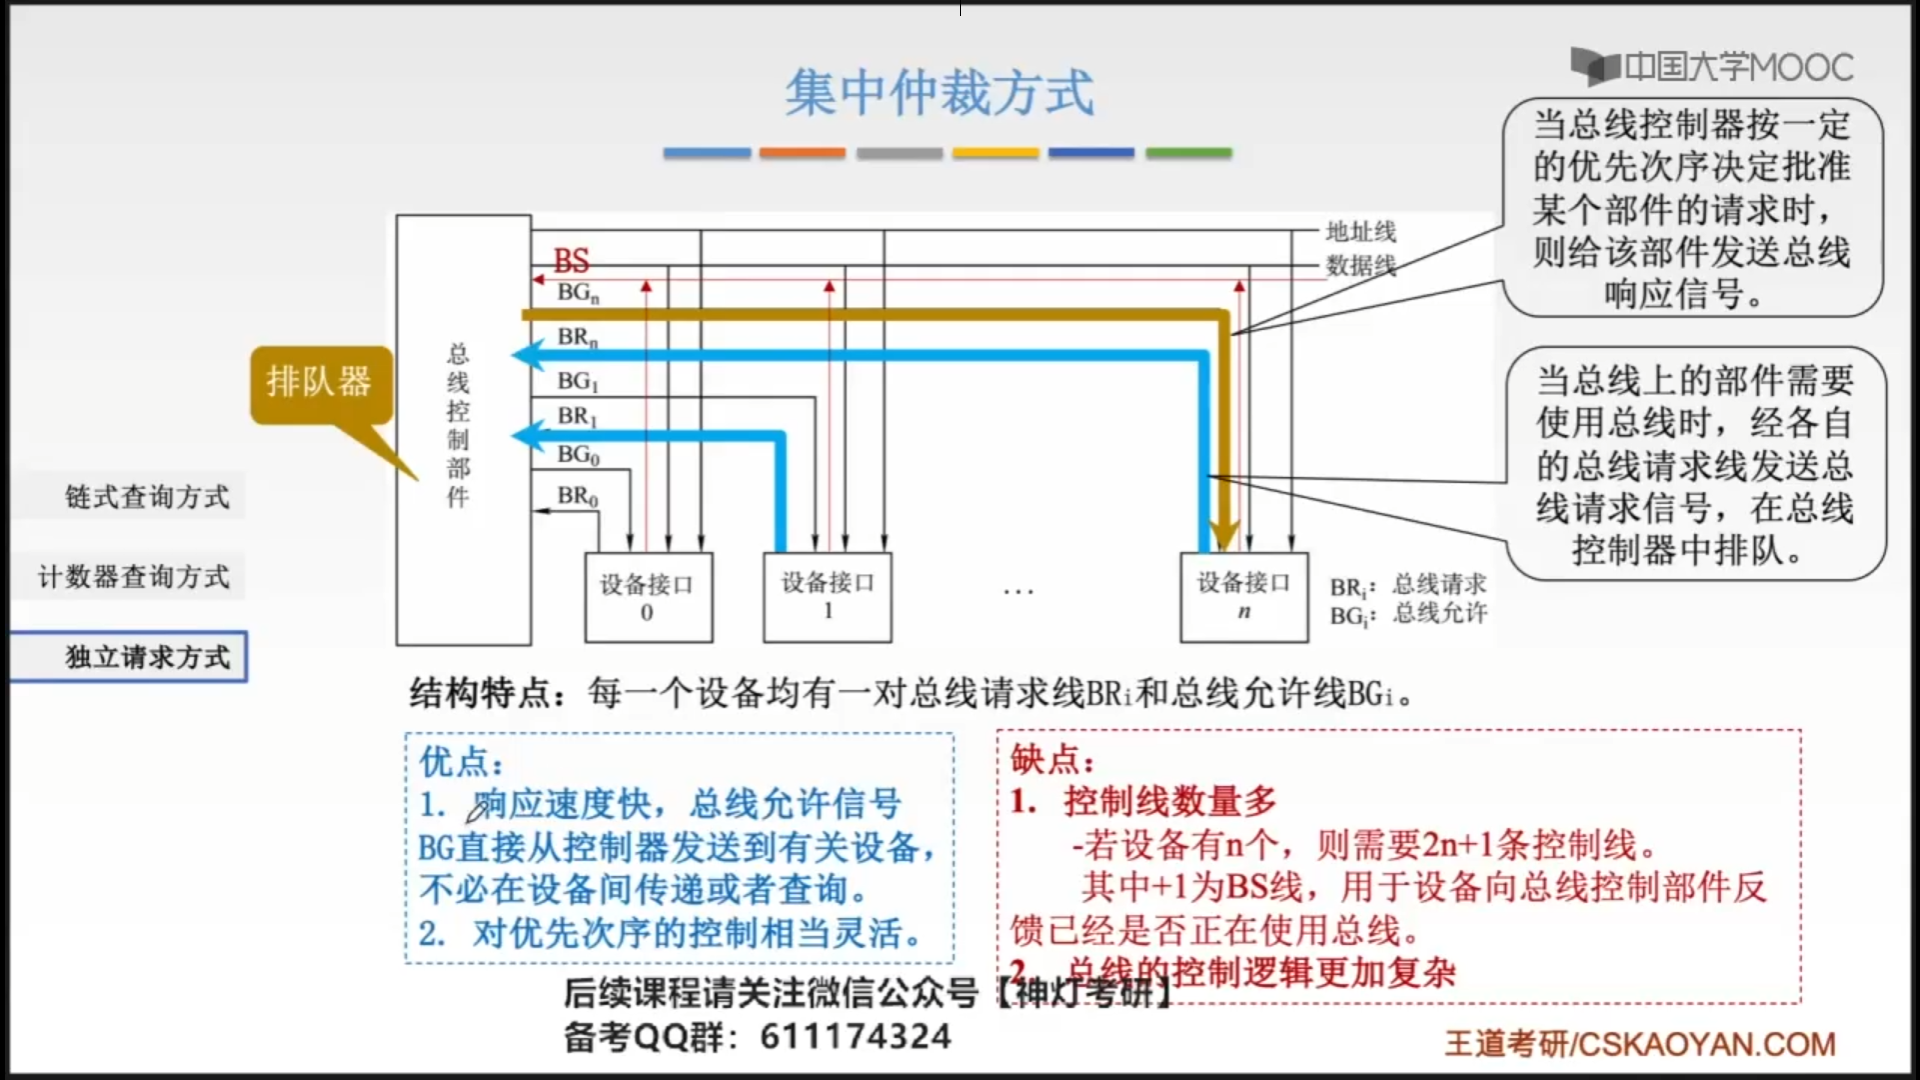 中国大学MOOC
集中仲裁方式
当总线控制器按一定
的优先次序决定批准
某个部件的请求时，
则给该部件发送总线
响应信号。
地址线
BS
数据线
BGn
BRn
总线控制部件
排队器
BG1
BR1
BG0
BR0
当总线上的部件需要
使用总线时，经各自
的总线请求线发送总
线请求信号，在总线
控制器中排队。
链式查询方式
计数器查询方式
独立请求方式
设备接口
0
设备接口
1
...
设备接口
n
BRi：总线请求
BGi：总线允许
结构特点：每一个设备均有一对总线请求线BRi和总线允许线BGi。
优点：
1. 响应速度快，总线允许信号
BG直接从控制器发送到有关设备，
不必在设备间传递或者查询。
2. 对优先次序的控制相当灵活。
缺点：
1. 控制线数量多
-若设备有n个，则需要2n+1条控制线。
其中+1为BS线，用于设备向总线控制部件反
馈已经是否正在使用总线。
2. 总线的控制逻辑更加复杂
后续课程请关注微信公众号【神灯考研】
备考QQ群：611174324
王道考研/CSKAOYAN.COM